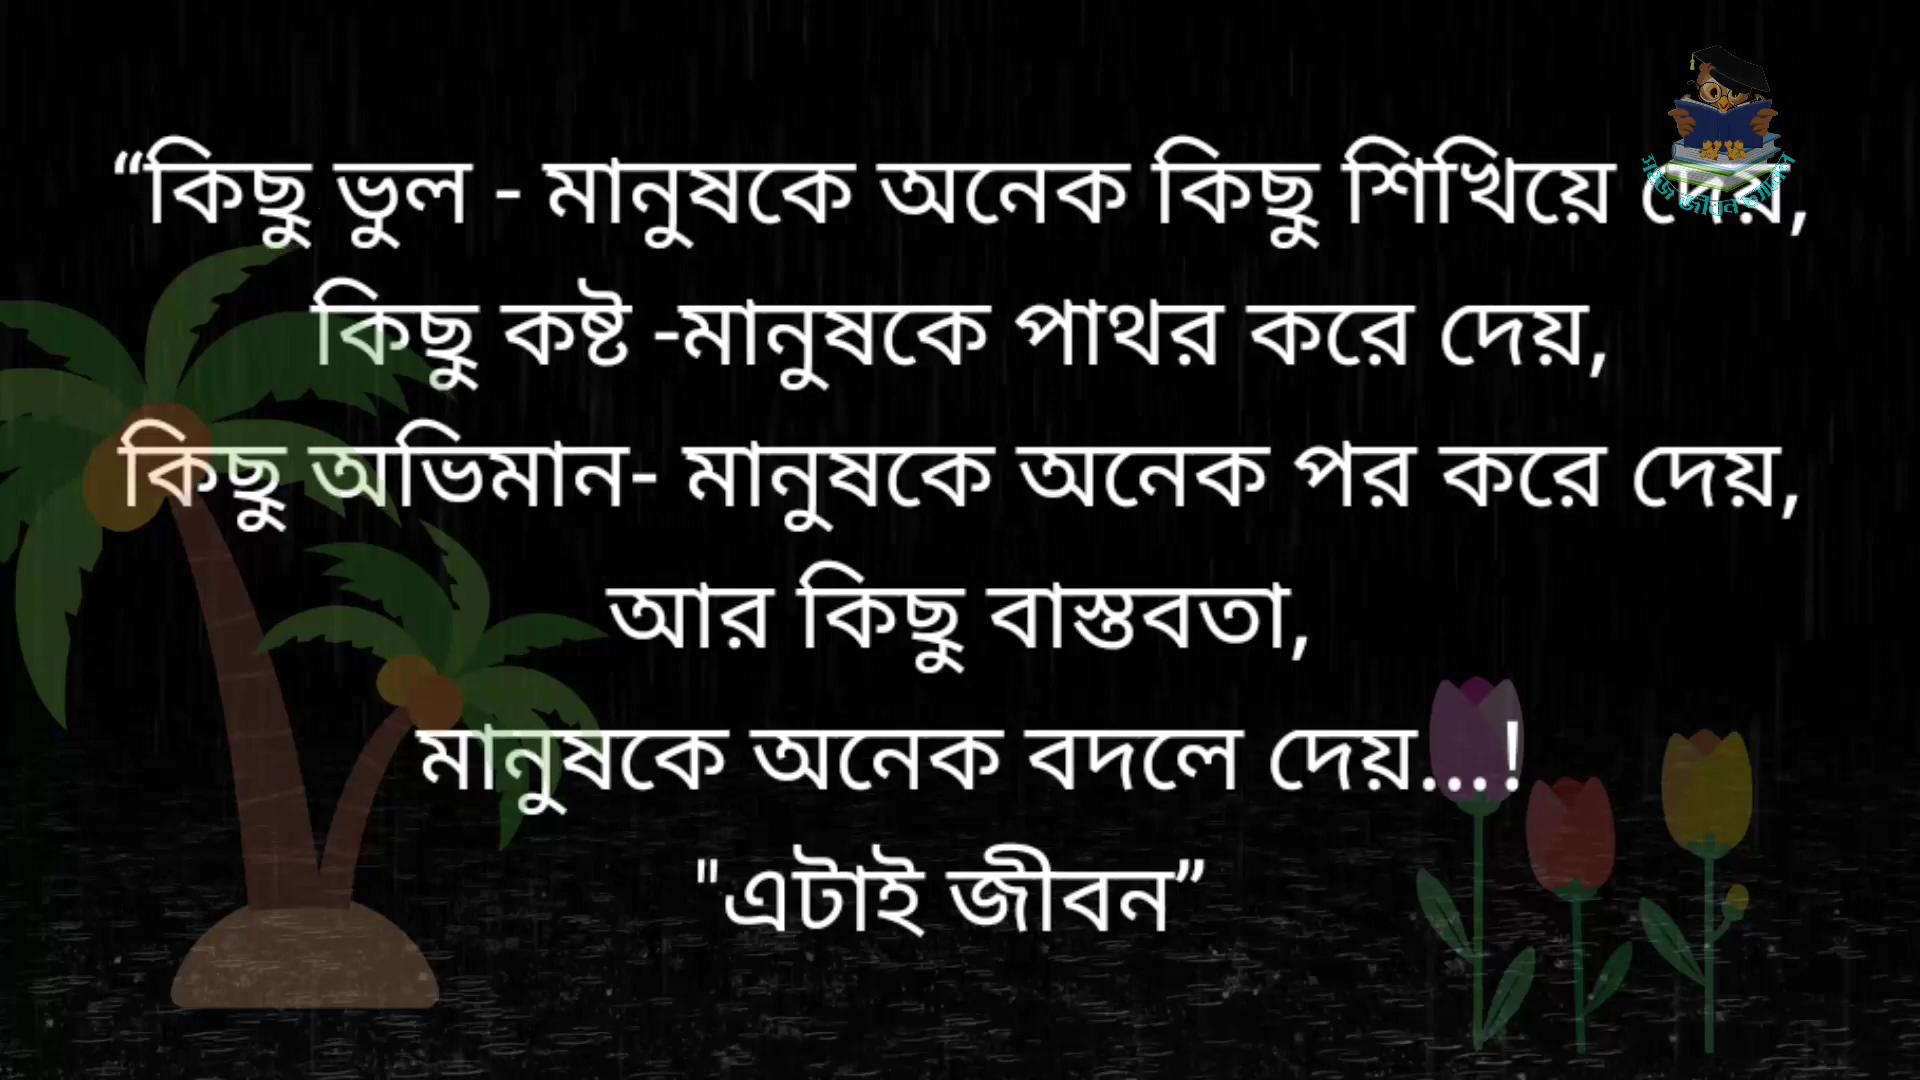 “কিছু ভুল - মানুষকে অনেক কিছু শিখিয়ে দেয়,
কিছু কষ্ট -মানুষকে পাথর করে দেয়,
কিছু অভিমান- মানুষকে অনেক পর করে দেয়,
আর কিছু বাস্তবতা,
মানুষকে অনেক বদলে দেয়...!
"এটাই জীবন”